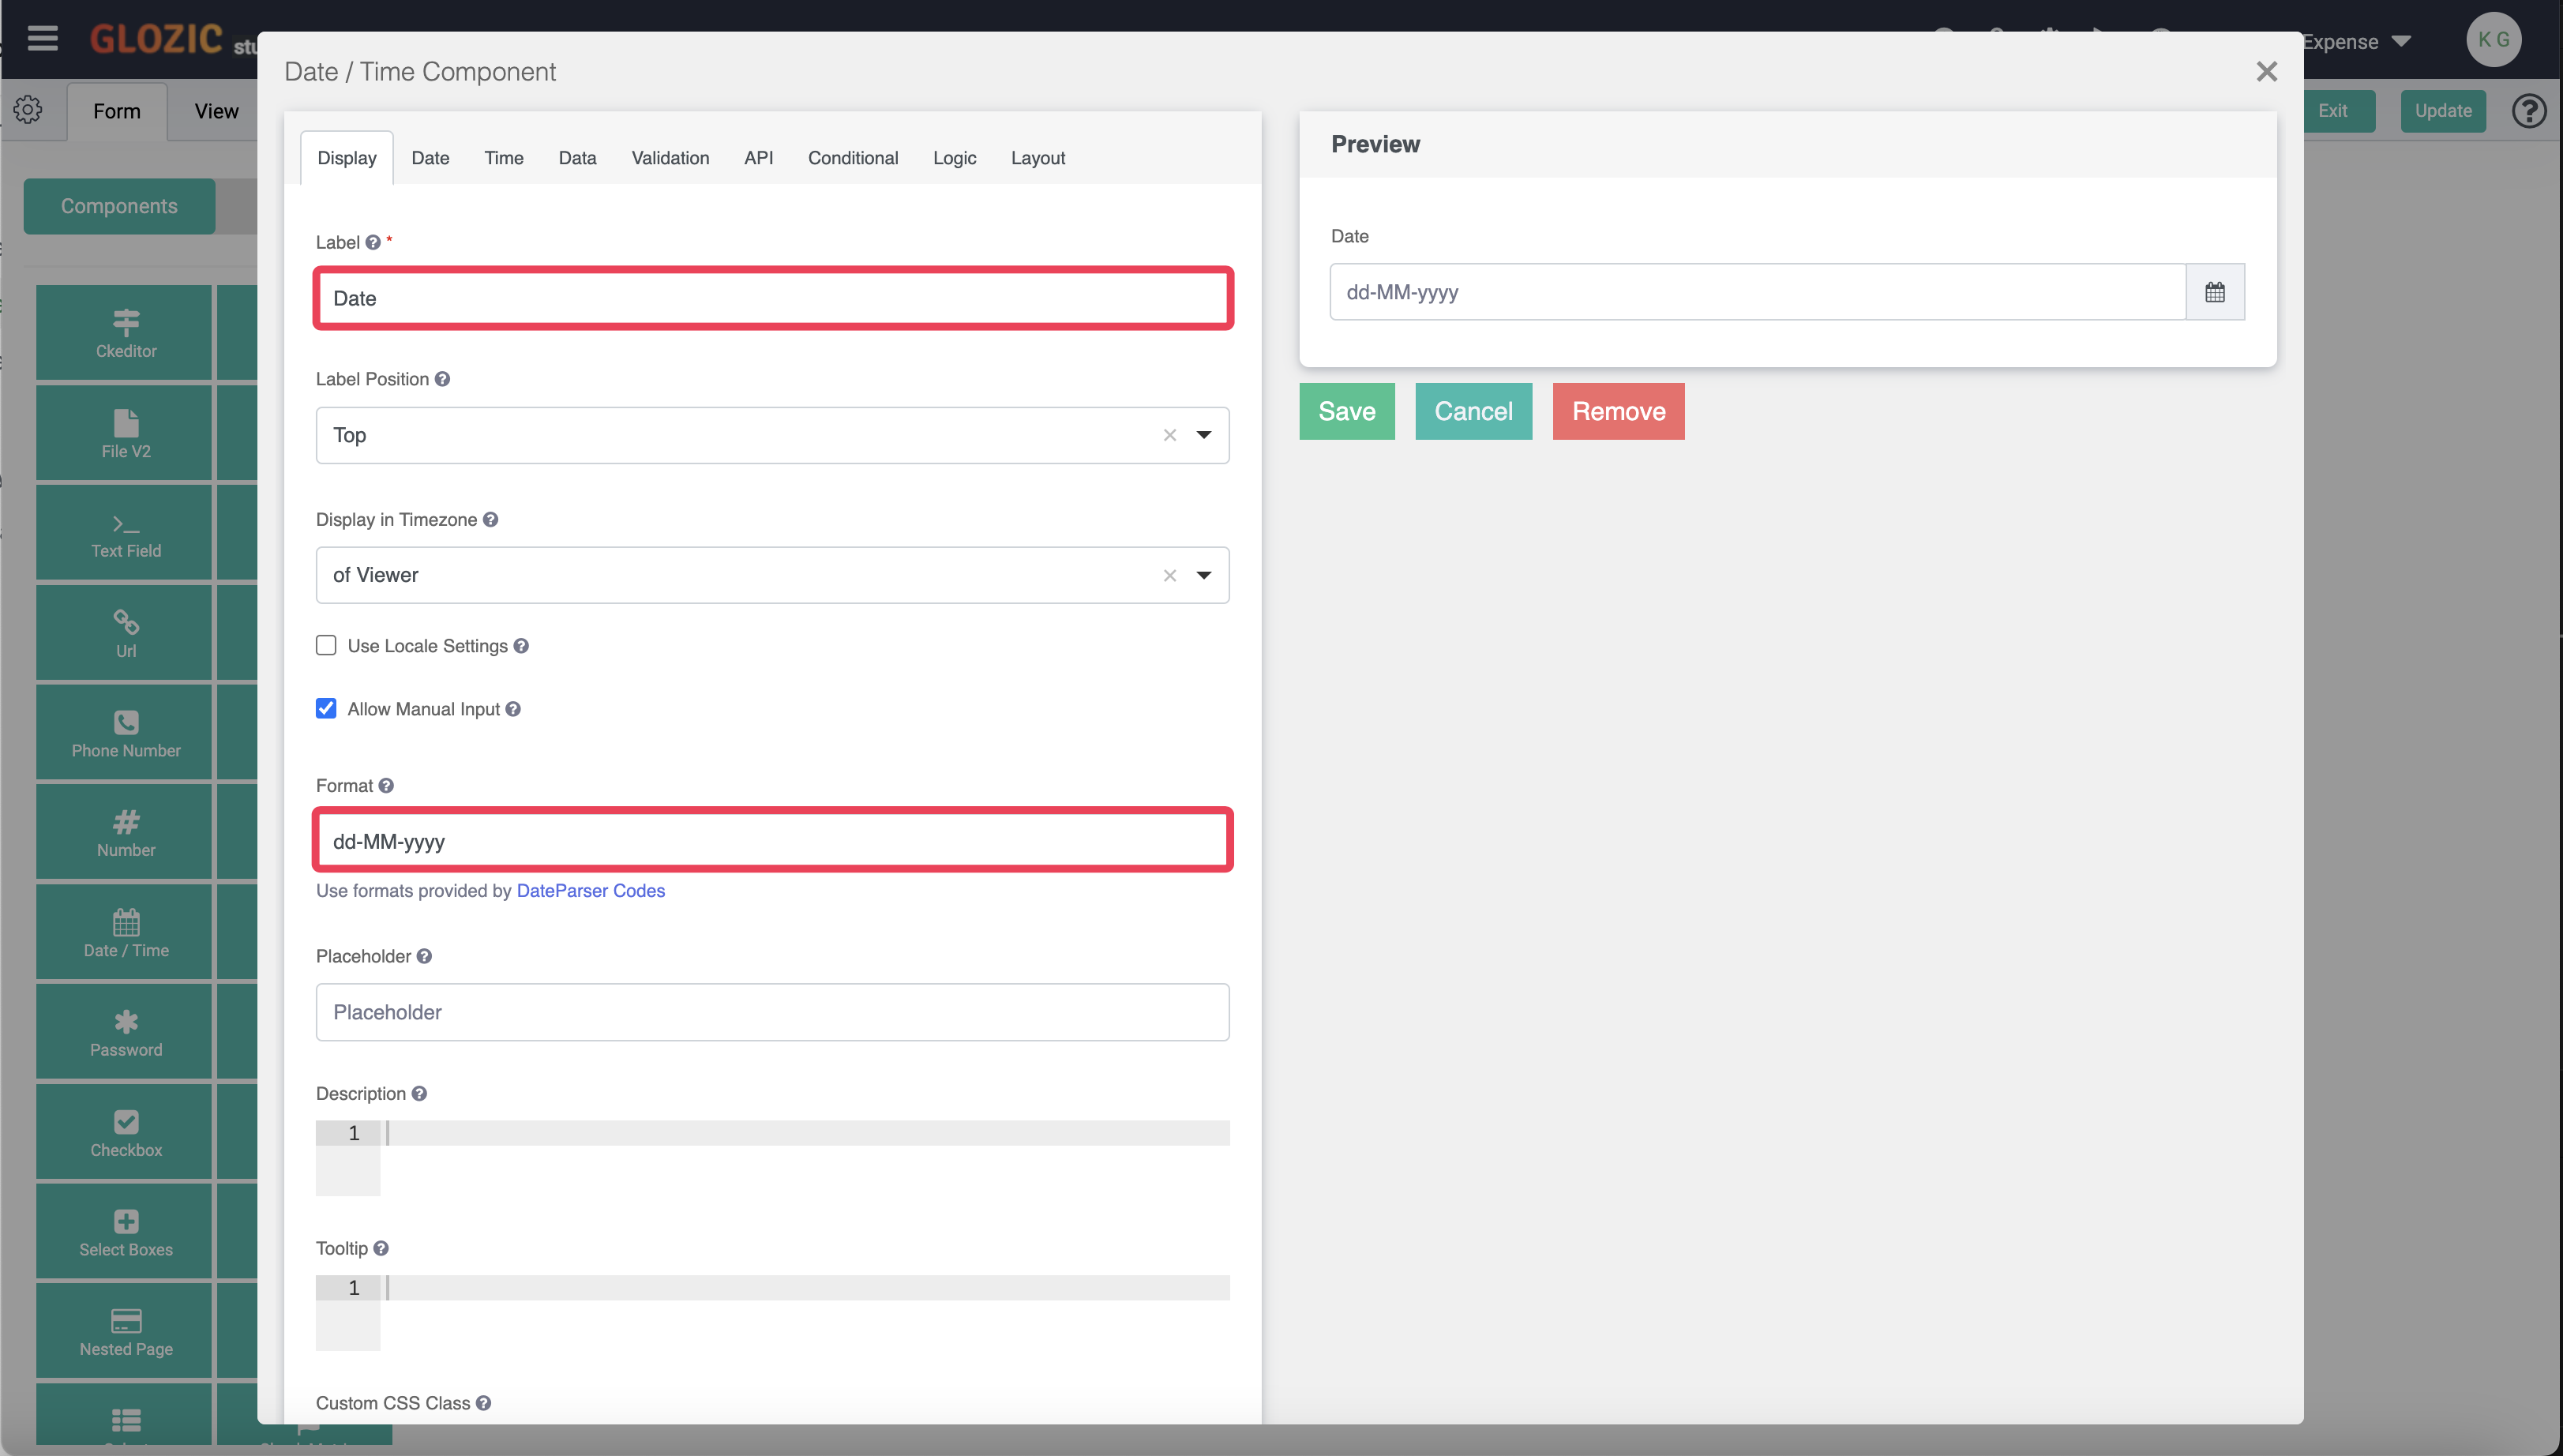 GLOZIC
Expense
K G
Form
View
Exit
Update
Date / Time Component
Display
Date
Time
Data
Validation
API
Conditional
Logic
Layout
Preview
Components
Label *
Date
Date
dd-MM-yyyy
Label Position
Top
Save
Cancel
Remove
Display in Timezone
of Viewer
Use Locale Settings
Allow Manual Input
Format
dd-MM-yyyy
Use formats provided by DateParser Codes
Placeholder
Placeholder
Description
1
Tooltip
1
Custom CSS Class
Ckeditor
File V2
Text Field
Url
Phone Number
Number
Date / Time
Password
Checkbox
Select Boxes
Nested Page